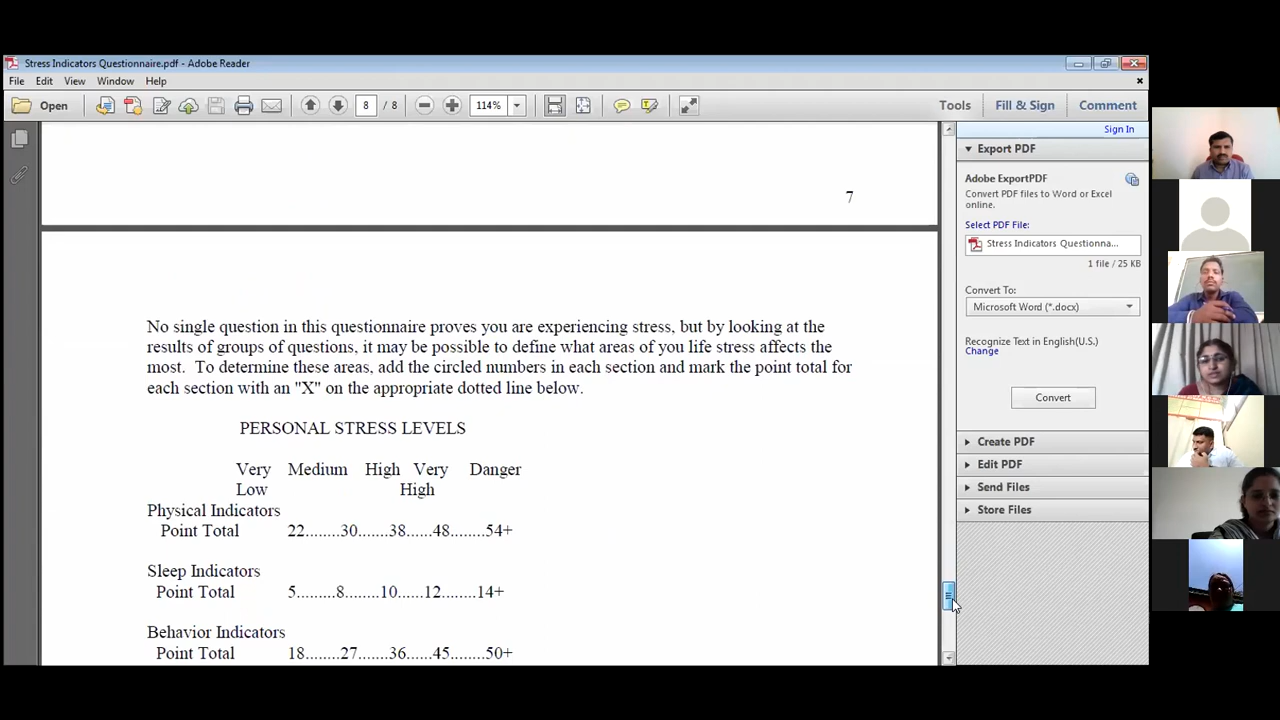 Stress Indicators Questionnaire.pdf - Adobe Reader
File Edit View Window Help
Open 8 / 8 114% Tools Fill & Sign Comment
Sign In
Export PDF
Adobe ExportPDF
Convert PDF files to Word or Excel
online.
Select PDF File:
Stress Indicators Questionna...
1 file / 25 KB
Convert To:
Microsoft Word (*.docx)
Recognize Text in English(U.S.)
Change
Convert
Create PDF
Edit PDF
Send Files
Store Files
7
No single question in this questionnaire proves you are experiencing stress, but by looking at the
results of groups of questions, it may be possible to define what areas of you life stress affects the
most. To determine these areas, add the circled numbers in each section and mark the point total for
each section with an "X" on the appropriate dotted line below.
PERSONAL STRESS LEVELS
Very Medium High Very Danger
Low High
Physical Indicators
Point Total 22........30.......38......48........54+
Sleep Indicators
Point Total 5.........8.........10......12.........14+
Behavior Indicators
Point Total 18........27.......36......45........50+